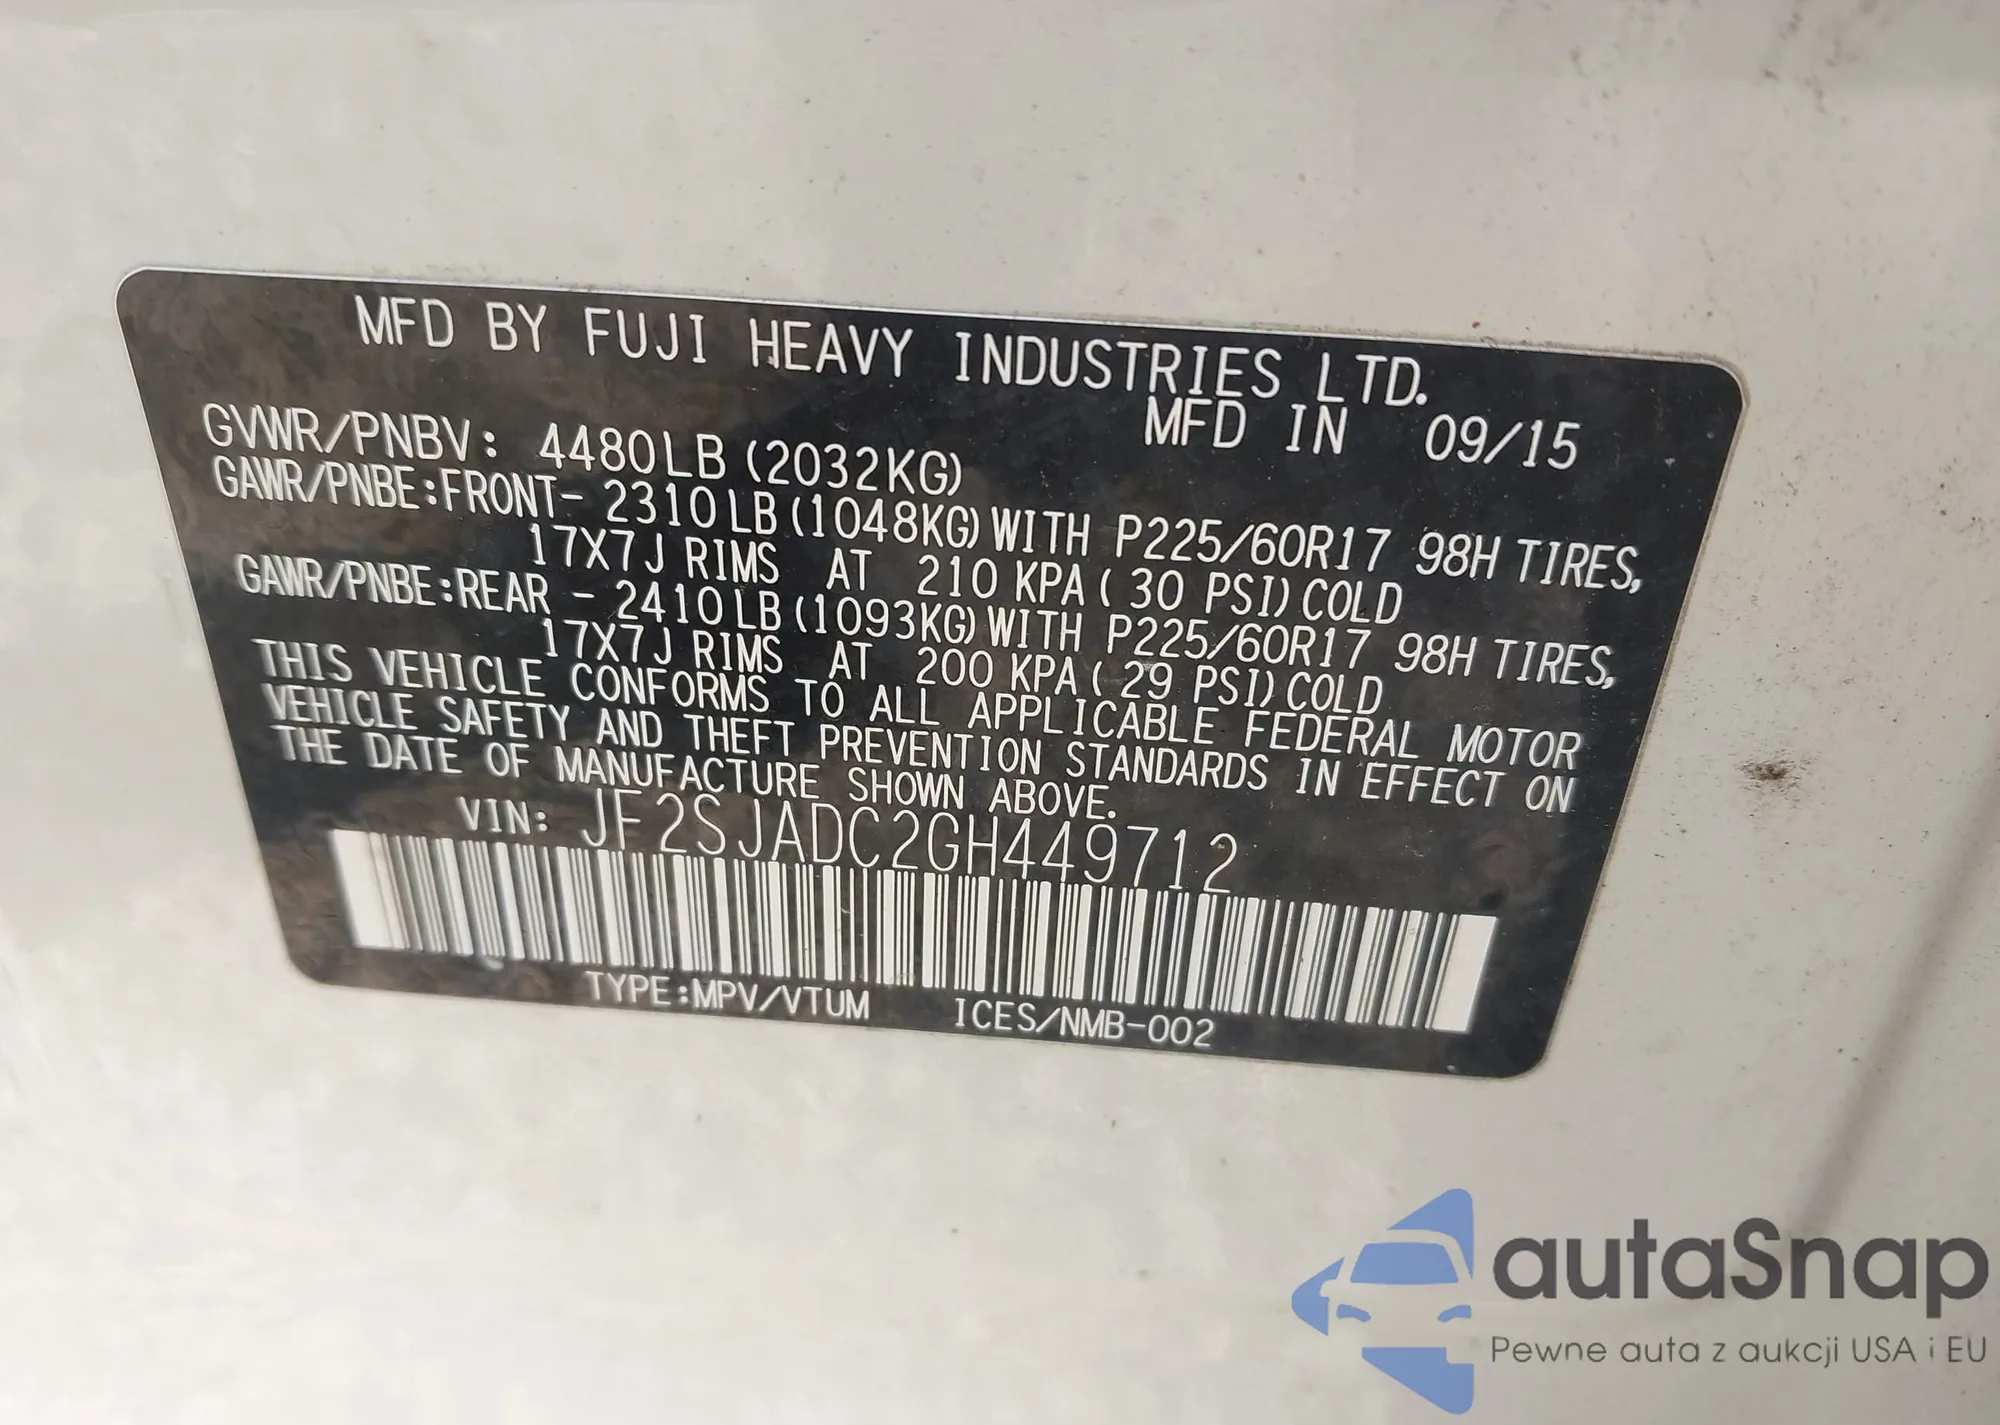 MFD BY FUJI HEAVY INDUSTRIES LTD.
MFD IN 09/15
GVWR/PNBV: 4480LB (2032KG)
GAWR/PNBE:FRONT- 2310LB (1048KG) WITH P225/60R17 98H TIRES,
17X7J RIMS AT 210 KPA ( 30 PSI) COLD
GAWR/PNBE:REAR - 2410LB (1093KG) WITH P225/60R17 98H TIRES,
17X7J RIMS AT 200 KPA ( 29 PSI) COLD
THIS VEHICLE CONFORMS TO ALL APPLICABLE FEDERAL MOTOR
VEHICLE SAFETY AND THEFT PREVENTION STANDARDS IN EFFECT ON
THE DATE OF MANUFACTURE SHOWN ABOVE.
VIN: JF2SJADC2GH449712
TYPE:MPV/VTUM ICES/NMB-002
autaSnap
Pewne auta z aukcji USA i EU